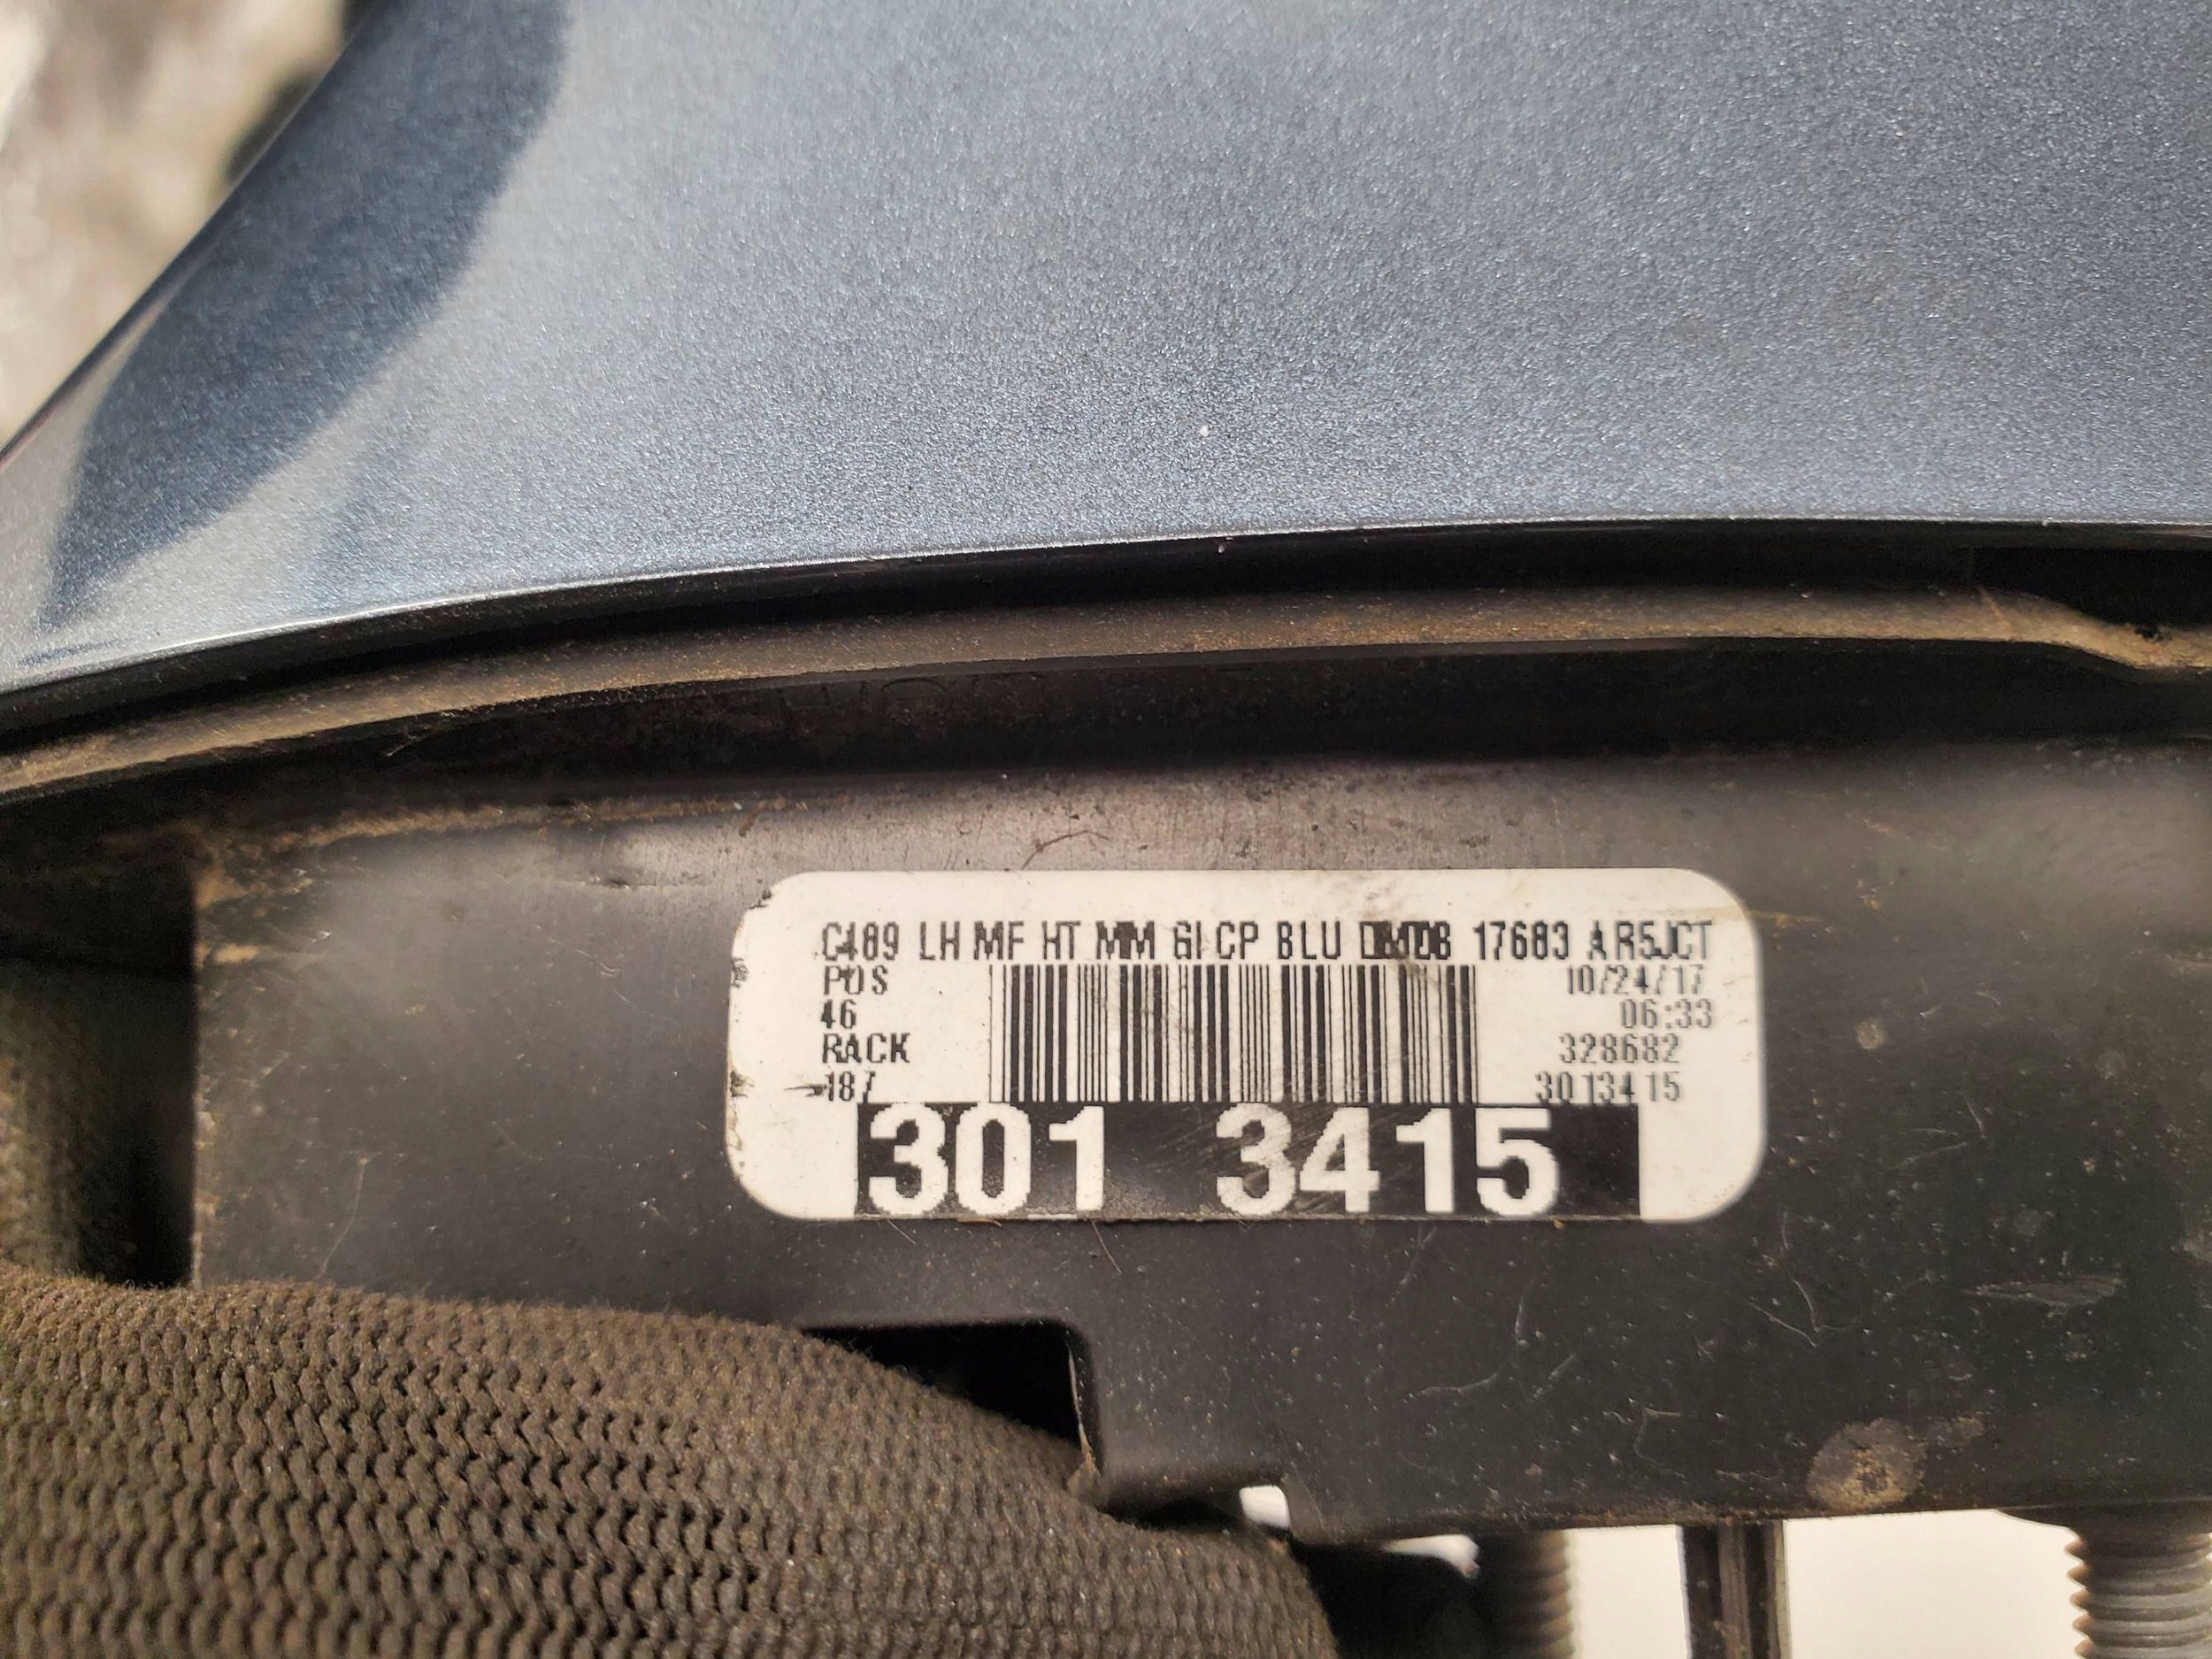 C489 LH MF HT MM GI CP BLU 17683 AR5JCT
POS
46
RACK
187
10/24/17
06:33
328682
3013415
301 3415